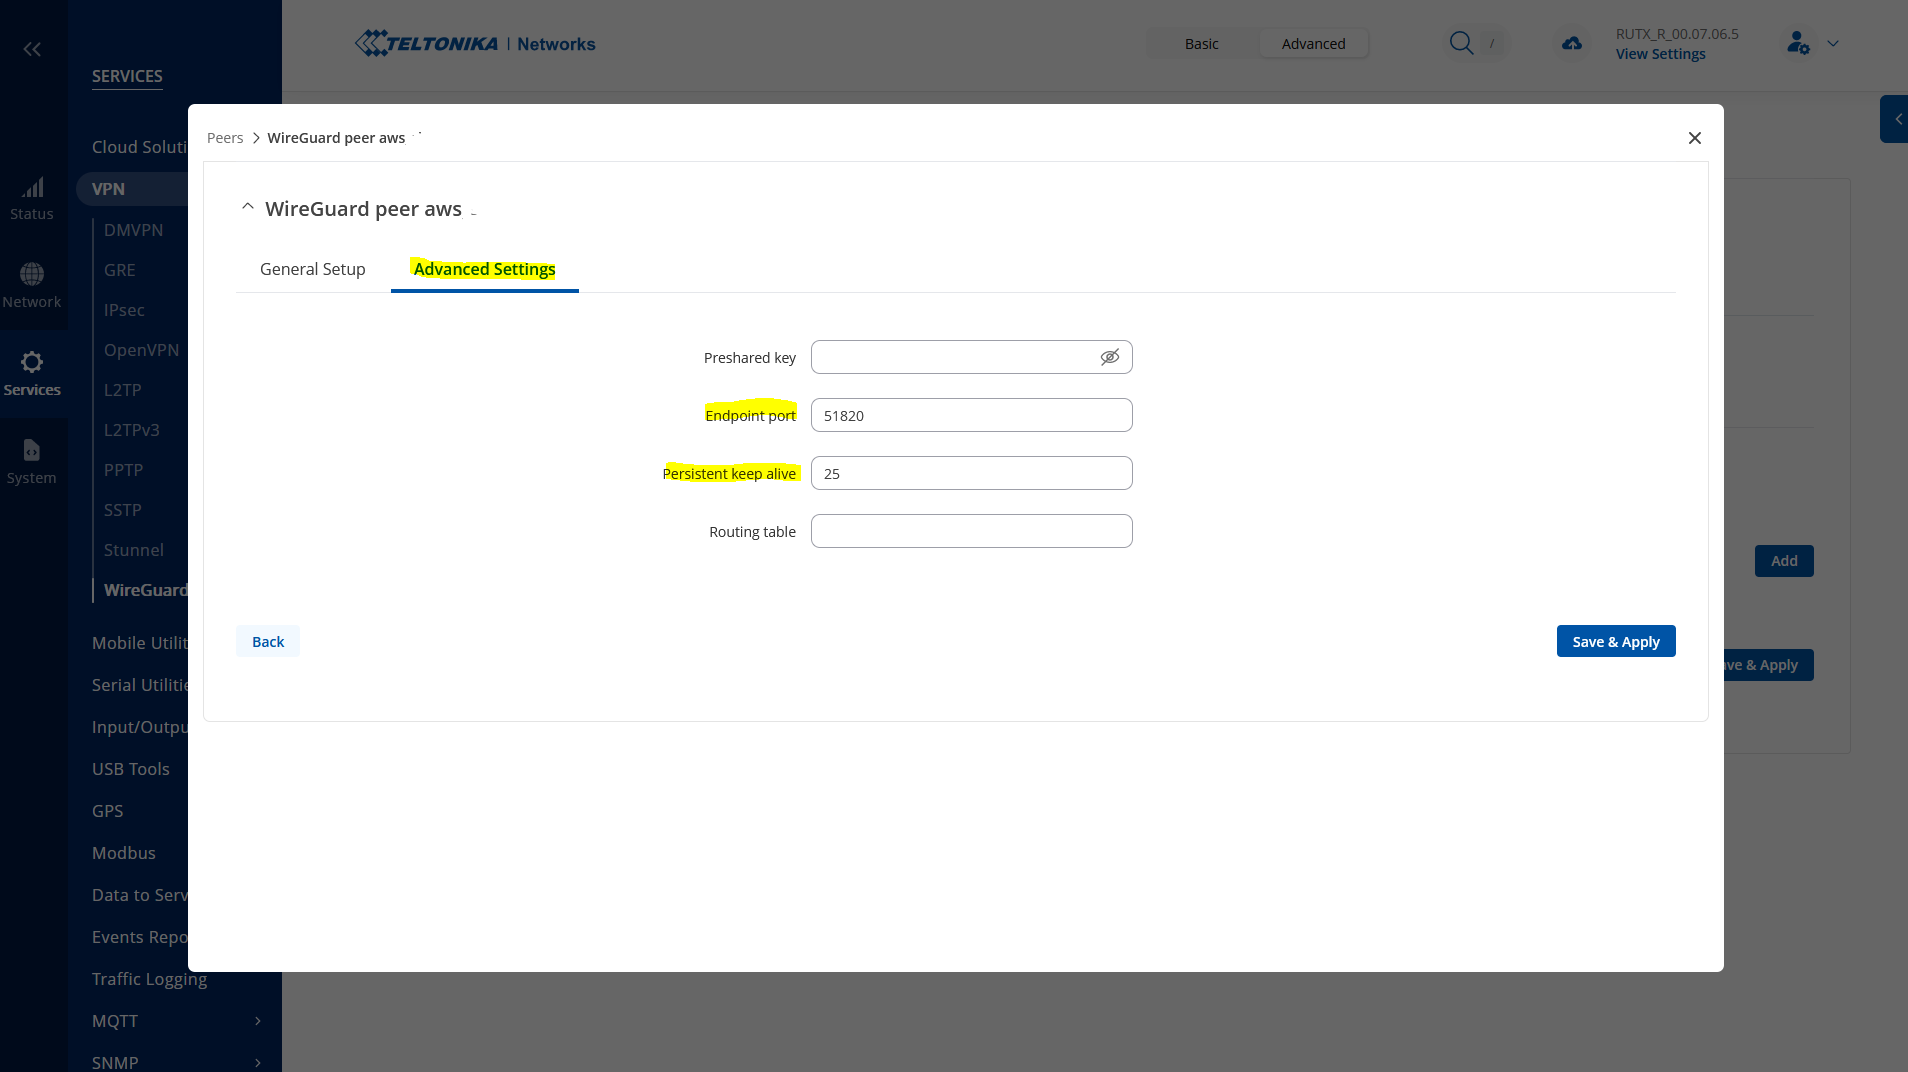 TELTONIKA | Networks
Basic
Advanced
/
RUTX_R_00.07.06.5
View Settings
SERVICES
Cloud Soluti
VPN
DMVPN
GRE
IPsec
OpenVPN
L2TP
L2TPv3
PPTP
SSTP
Stunnel
WireGuard
Mobile Utilit
Serial Utilitie
Input/Outpu
USB Tools
GPS
Modbus
Data to Serv
Events Repo
Traffic Logging
MQTT
SNMP
Status
Network
Services
System
Peers > WireGuard peer aws
WireGuard peer aws
General Setup
Advanced Settings
Preshared key
Endpoint port 51820
Persistent keep alive 25
Routing table
Back
Save & Apply
Add
ve & Apply